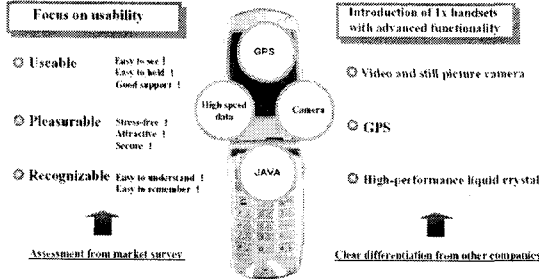 Focus on usability
Useable
Easy to see !
Easy to hold !
Good support !
Pleasurable
Stress-free !
Attractive !
Secure !
Recognizable
Easy to understand !
Easy to remember !
Assessment from market survey
GPS
High speed
data
Camera
JAVA
Introduction of 1x handsets
with advanced functionality
Video and still picture camera
GPS
High-performance liquid crystal
Clear differentiation from other companies